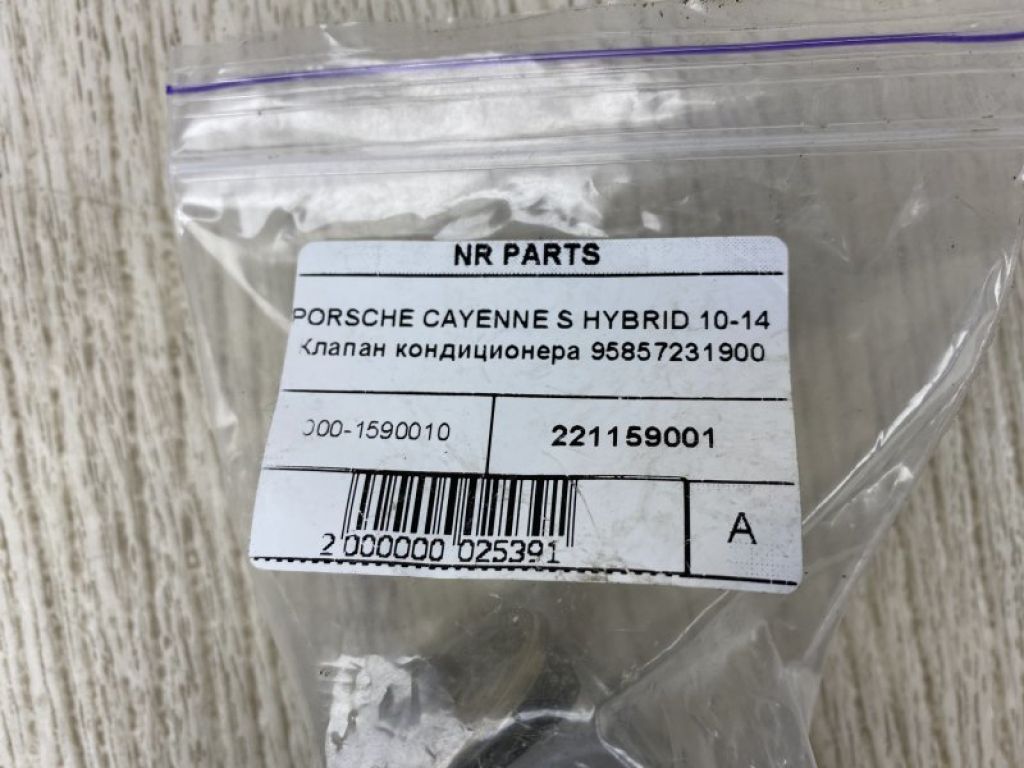 NR PARTS
PORSCHE CAYENNE S HYBRID 10-14
Клапан кондиционера 95857231900
000-1590010
221159001
2 000000 025391
A